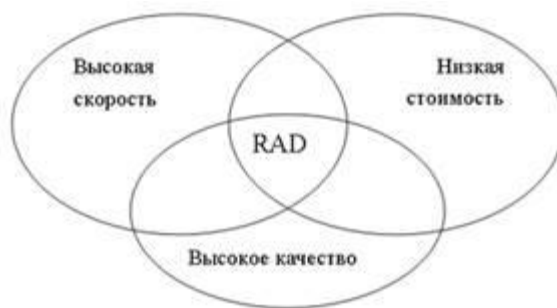 Высокая
скорость
Низкая
стоимость
RAD
Высокое качество